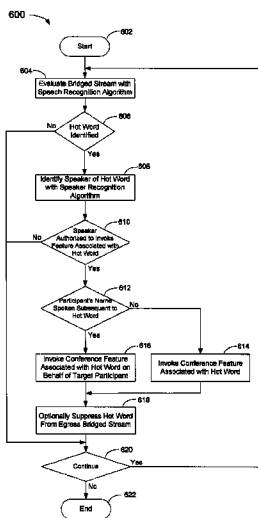 600
Start
602
604
Evaluate Bridged Stream with
Speech Recognition Algorithm
606
Hot Word
Identified
No
Yes
608
Identify Speaker of Hot Word
with Speaker Recognition
Algorithm
610
Speaker
Authorized to Invoke
Feature Associated with
Hot Word
No
Yes
612
Participant's Name
Spoken Subsequent to
Hot Word
No
Yes
616
Invoke Conference Feature
Associated with Hot Word on
Behalf of Target Participant
614
Invoke Conference Feature
Associated with Hot Word
618
Optionally Suppress Hot Word
From Egress Bridged Stream
620
Continue
Yes
No
End
622